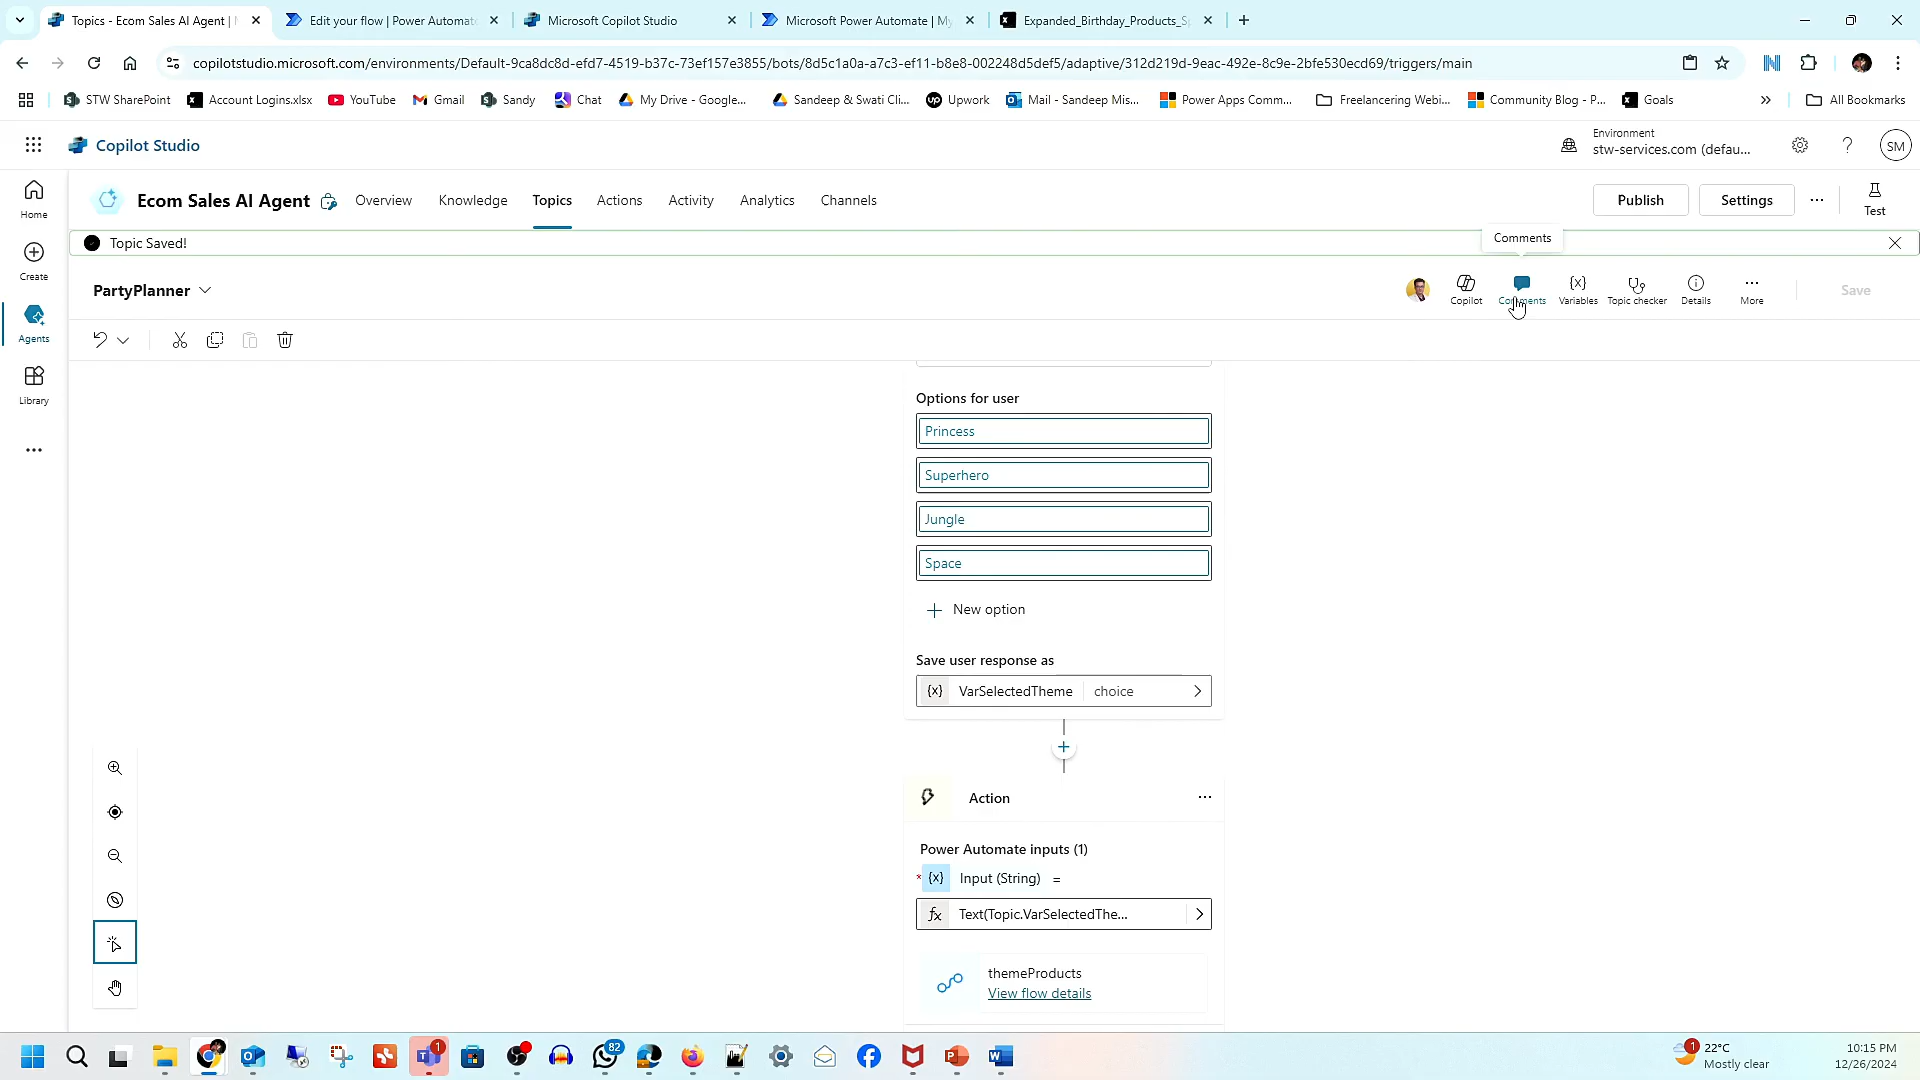 Topics - Ecom Sales AI Agent |
Edit your flow | Power Automate
Microsoft Copilot Studio
Microsoft Power Automate | My
Expanded_Birthday_Products_S
copilotstudio.microsoft.com/environments/Default-9ca8dc8d-efd7-4519-b37c-73ef157e3855/bots/8d5c1a0a-a7c3-ef11-b8e8-002248d5def5/adaptive/312d219d-9eac-492e-8c9e-2bfe530ecd69/triggers/main
STW SharePoint
Account Logins.xlsx
YouTube
Gmail
Sandy
Chat
My Drive - Google...
Sandeep & Swati Cli...
Upwork
Mail - Sandeep Mis...
Power Apps Comm...
Freelancering Webi...
Community Blog - P...
Goals
All Bookmarks
Copilot Studio
Environment
stw-services.com (defau...
SM
Home
Create
Agents
Library
Ecom Sales AI Agent
Overview
Knowledge
Topics
Actions
Activity
Analytics
Channels
Publish
Settings
Test
Topic Saved!
Comments
PartyPlanner
Copilot
Comments
Variables
Topic checker
Details
More
Save
Options for user
Princess
Superhero
Jungle
Space
New option
Save user response as
{x} VarSelectedTheme choice
Action
Power Automate inputs (1)
* {x} Input (String) =
fx Text(Topic.VarSelectedThe...
themeProducts
View flow details
1
82
1
22°C
Mostly clear
10:15 PM
12/26/2024